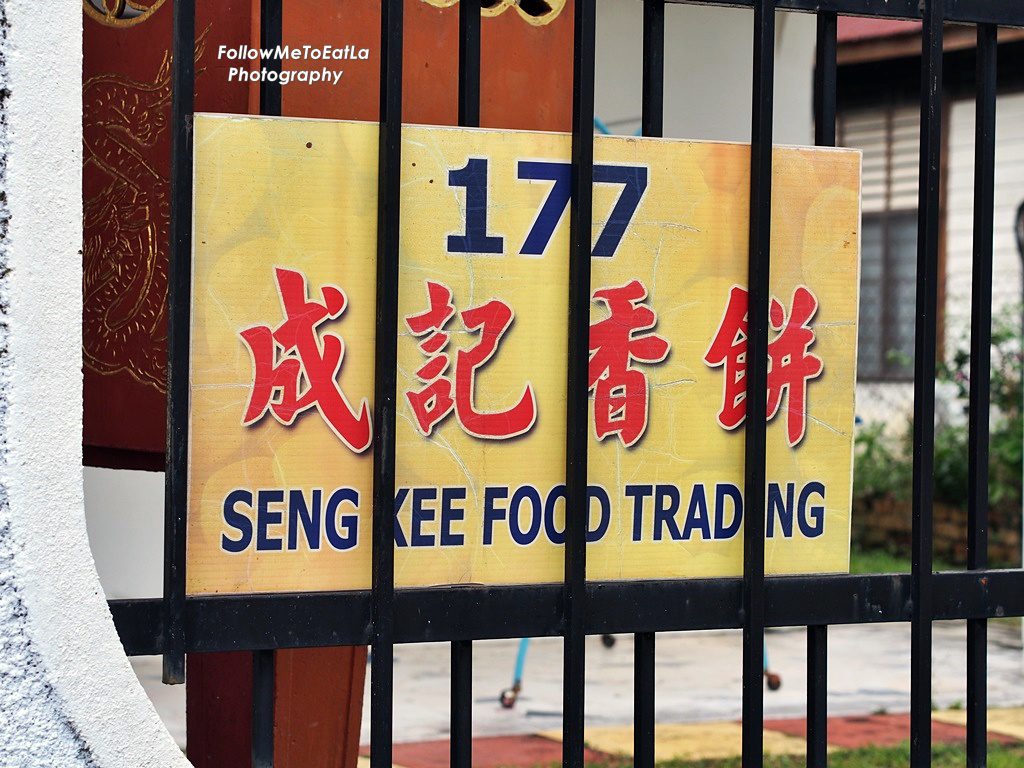 FollowMeToEatLa
Photography
177
成記香餅
SENG KEE FOOD TRADING